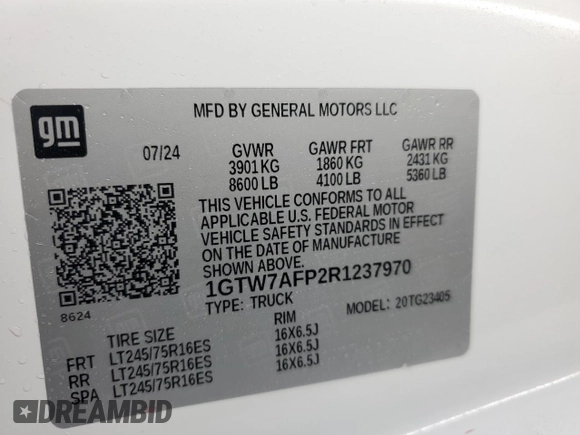 gm
MFD BY GENERAL MOTORS LLC
07/24 GVWR GAWR FRT GAWR RR
3901 KG 1860 KG 2431 KG
8600 LB 4100 LB 5360 LB
THIS VEHICLE CONFORMS TO ALL
APPLICABLE U.S. FEDERAL MOTOR
VEHICLE SAFETY STANDARDS IN EFFECT
ON THE DATE OF MANUFACTURE
SHOWN ABOVE.
1GTW7AFP2R1237970
8624 TYPE: TRUCK MODEL: 20TG23405
TIRE SIZE RIM
FRT LT245/75R16ES 16X6.5J
RR LT245/75R16ES 16X6.5J
SPA LT245/75R16ES 16X6.5J
DREAMBID